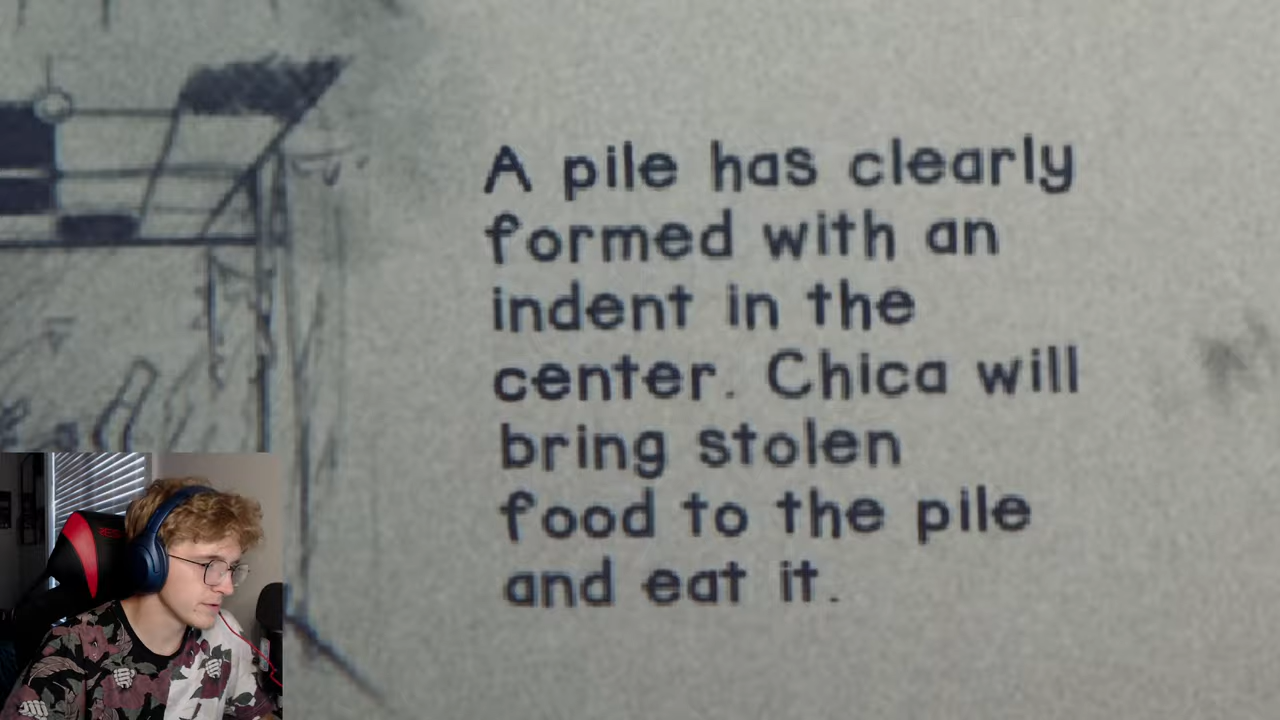 A pile has clearly
formed with an
indent in the
center. Chica will
bring stolen
food to the pile
and eat it.